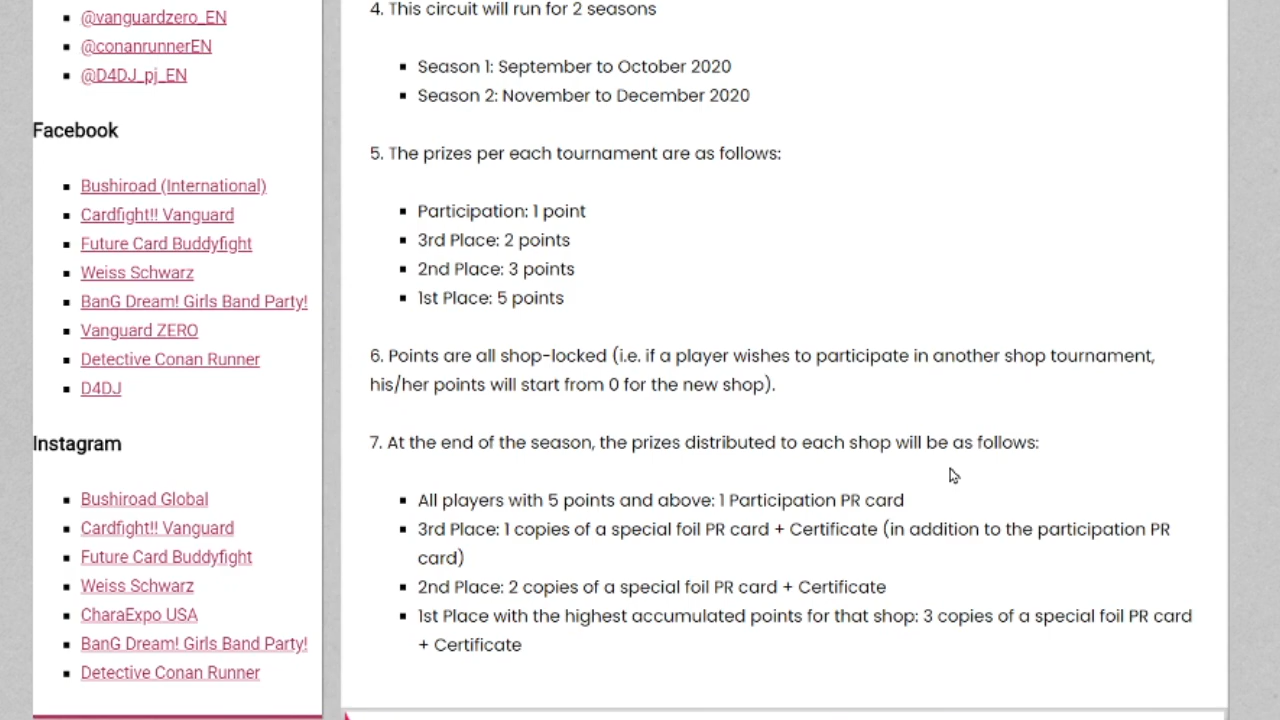 @vanguardzero_EN
@conanrunnerEN
@D4DJ_pj_EN
Facebook
Bushiroad (International)
Cardfight!! Vanguard
Future Card Buddyfight
Weiss Schwarz
BanG Dream! Girls Band Party!
Vanguard ZERO
Detective Conan Runner
D4DJ
Instagram
Bushiroad Global
Cardfight!! Vanguard
Future Card Buddyfight
Weiss Schwarz
CharaExpo USA
BanG Dream! Girls Band Party!
Detective Conan Runner
4. This circuit will run for 2 seasons
Season 1: September to October 2020
Season 2: November to December 2020
5. The prizes per each tournament are as follows:
Participation: 1 point
3rd Place: 2 points
2nd Place: 3 points
1st Place: 5 points
6. Points are all shop-locked (i.e. if a player wishes to participate in another shop tournament,
his/her points will start from 0 for the new shop).
7. At the end of the season, the prizes distributed to each shop will be as follows:
All players with 5 points and above: 1 Participation PR card
3rd Place: 1 copies of a special foil PR card + Certificate (in addition to the participation PR
card)
2nd Place: 2 copies of a special foil PR card + Certificate
1st Place with the highest accumulated points for that shop: 3 copies of a special foil PR card
+ Certificate